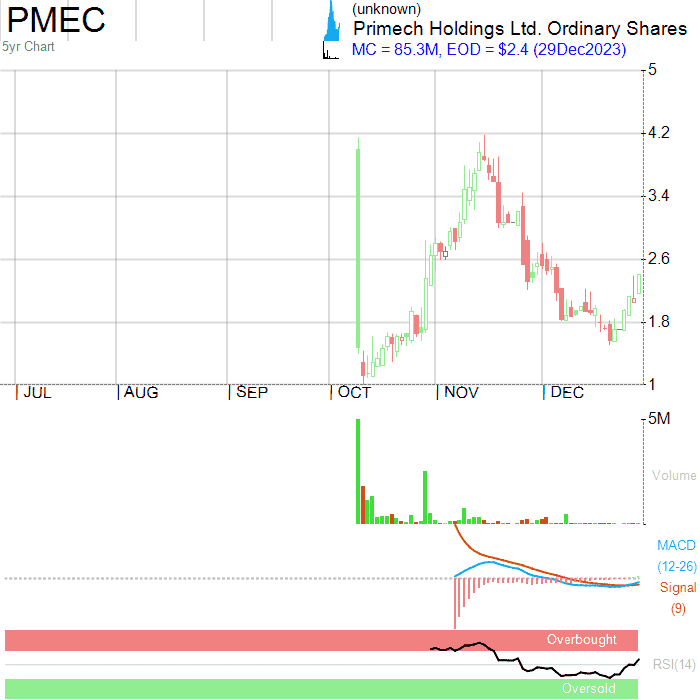 PMEC
5yr Chart
(unknown)
Primech Holdings Ltd. Ordinary Shares
MC = 85.3M, EOD = $2.4 (29Dec2023)
5
4.2
3.4
2.6
1.8
1
JUL AUG SEP OCT NOV DEC
5M
Volume
MACD
(12-26)
Signal
(9)
Overbought
RSI(14)
Oversold